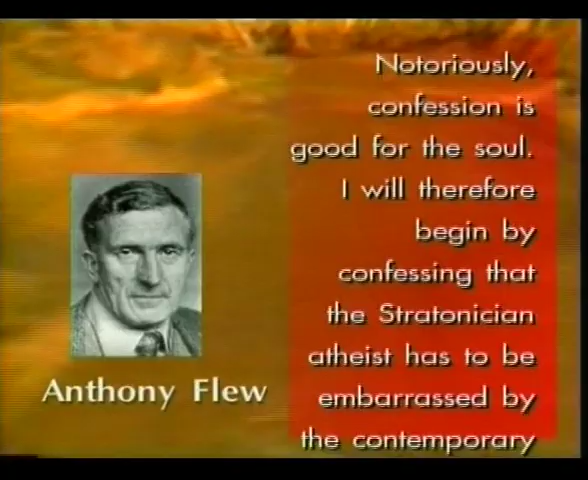 Notoriously,
confession is
good for the soul.
I will therefore
begin by
confessing that
the Stratonician
atheist has to be
embarrassed by
the contemporary
Anthony Flew